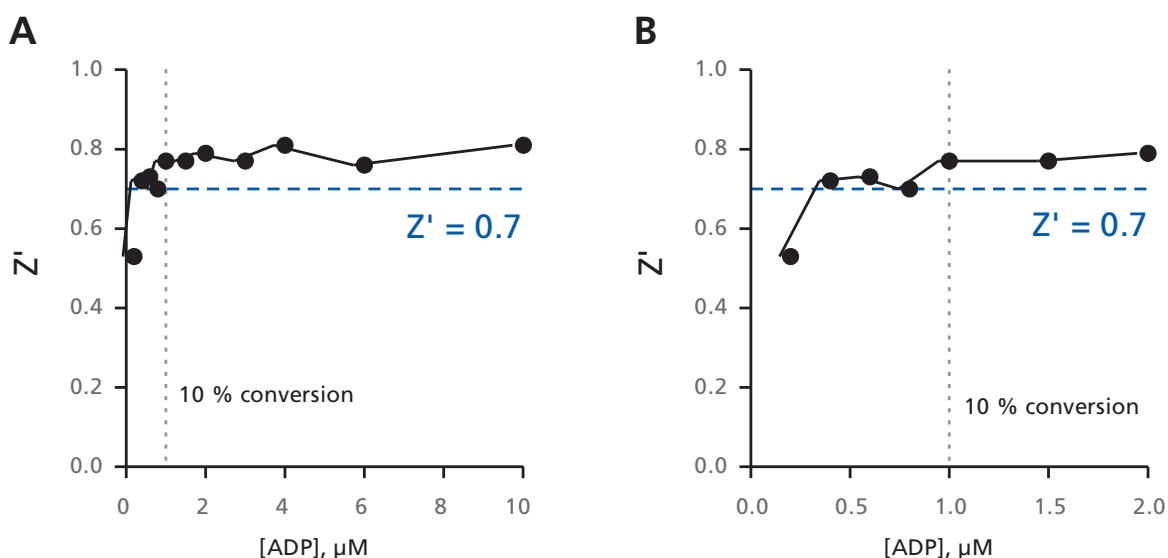 A
1.0
0.8
0.6
0.4
0.2
0.0
Z'
Z' = 0.7
10 % conversion
0 2 4 6 8 10
[ADP], µM
B
1.0
0.8
0.6
0.4
0.2
0.0
Z'
Z' = 0.7
10 % conversion
0.0 0.5 1.0 1.5 2.0
[ADP], µM